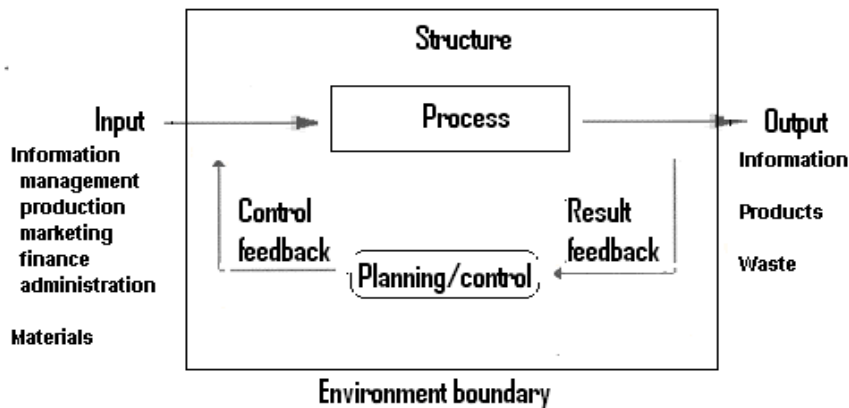 Structure
Input
Process
Output
Information
management
production
marketing
finance
administration
Materials
Control
feedback
Result
feedback
Planning/control
Information
Products
Waste
Environment boundary